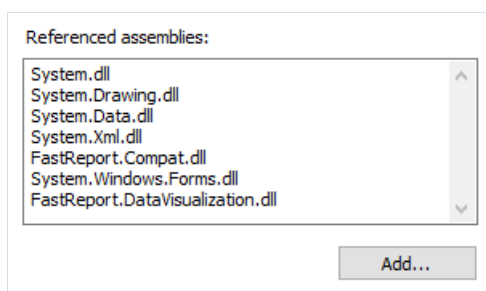 Referenced assemblies:
System.dll
System.Drawing.dll
System.Data.dll
System.Xml.dll
FastReport.Compat.dll
System.Windows.Forms.dll
FastReport.DataVisualization.dll
Add...